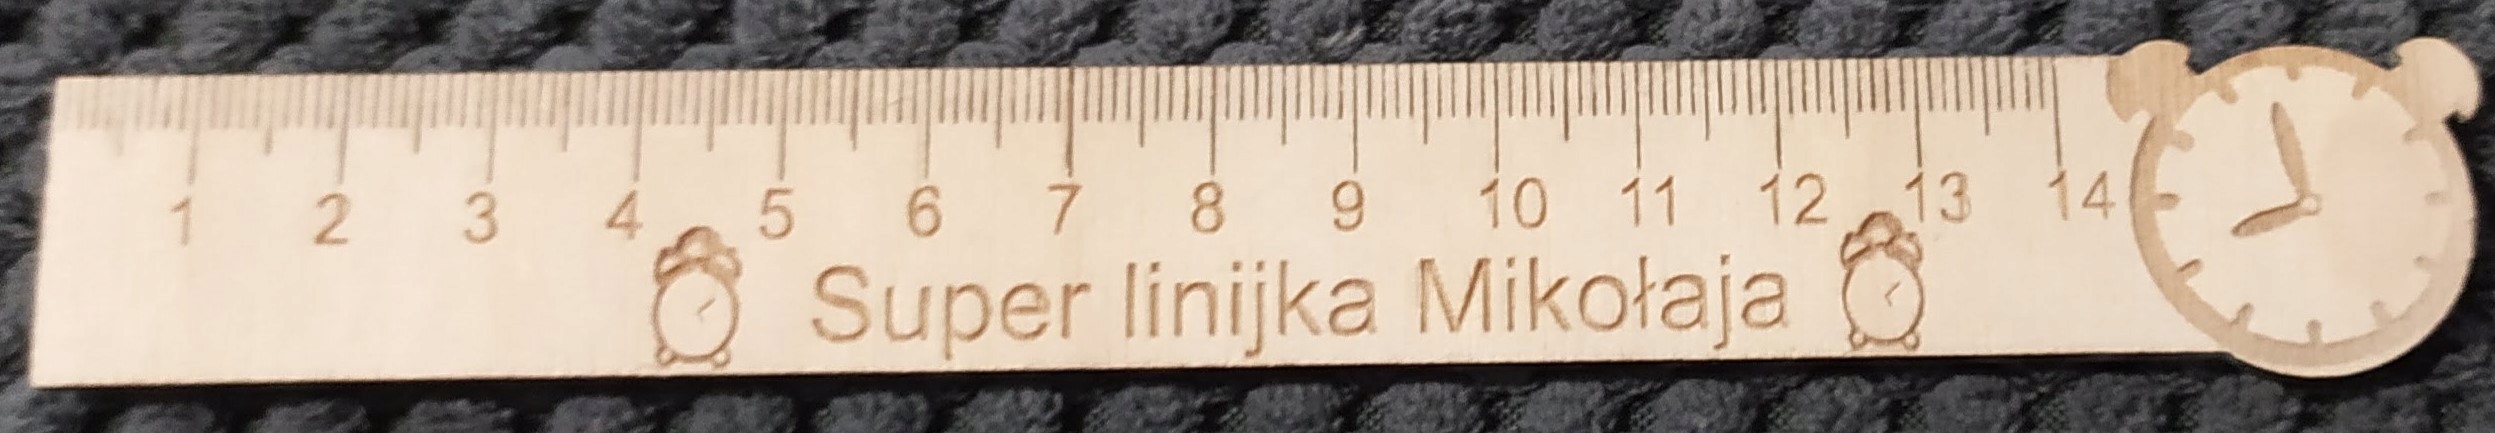 1 2 3 4 5 6 7 8 9 10 11 12 13 14
Super linijka Mikołaja